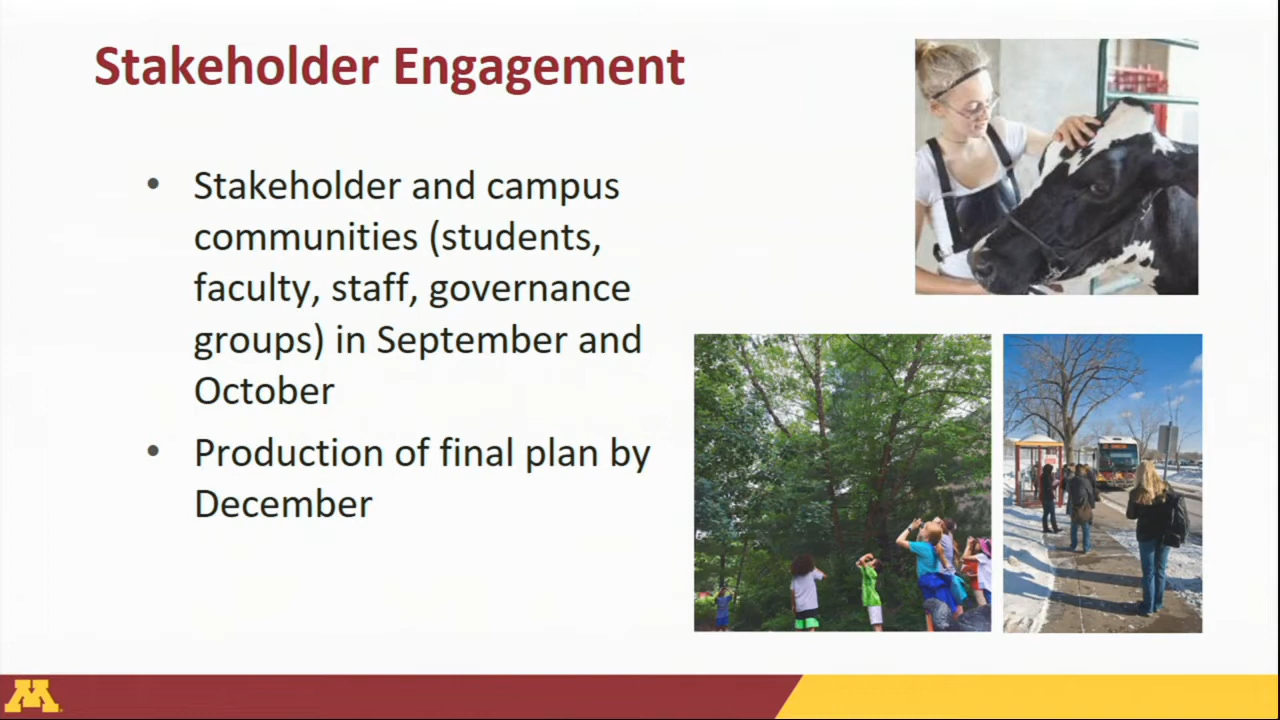 Stakeholder Engagement
• Stakeholder and campus
communities (students,
faculty, staff, governance
groups) in September and
October
• Production of final plan by
December
M